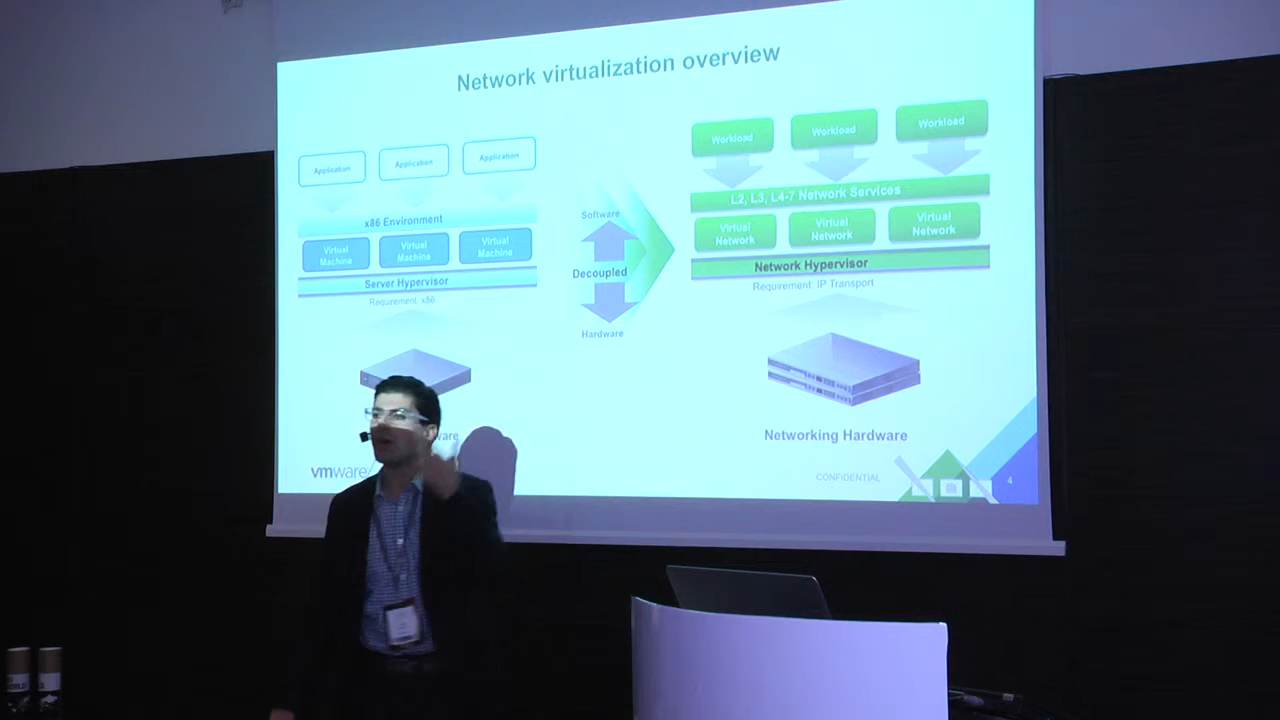 Network virtualization overview
Application
Application
Application
x86 Environment
Virtual
Machine
Virtual
Machine
Virtual
Machine
Server Hypervisor
Requirement: x86
ware
vmware
Software
Decoupled
Hardware
Workload
Workload
Workload
L2, L3, L4-7 Network Services
Virtual
Network
Virtual
Network
Virtual
Network
Network Hypervisor
Requirement: IP Transport
Networking Hardware
CONFIDENTIAL
4